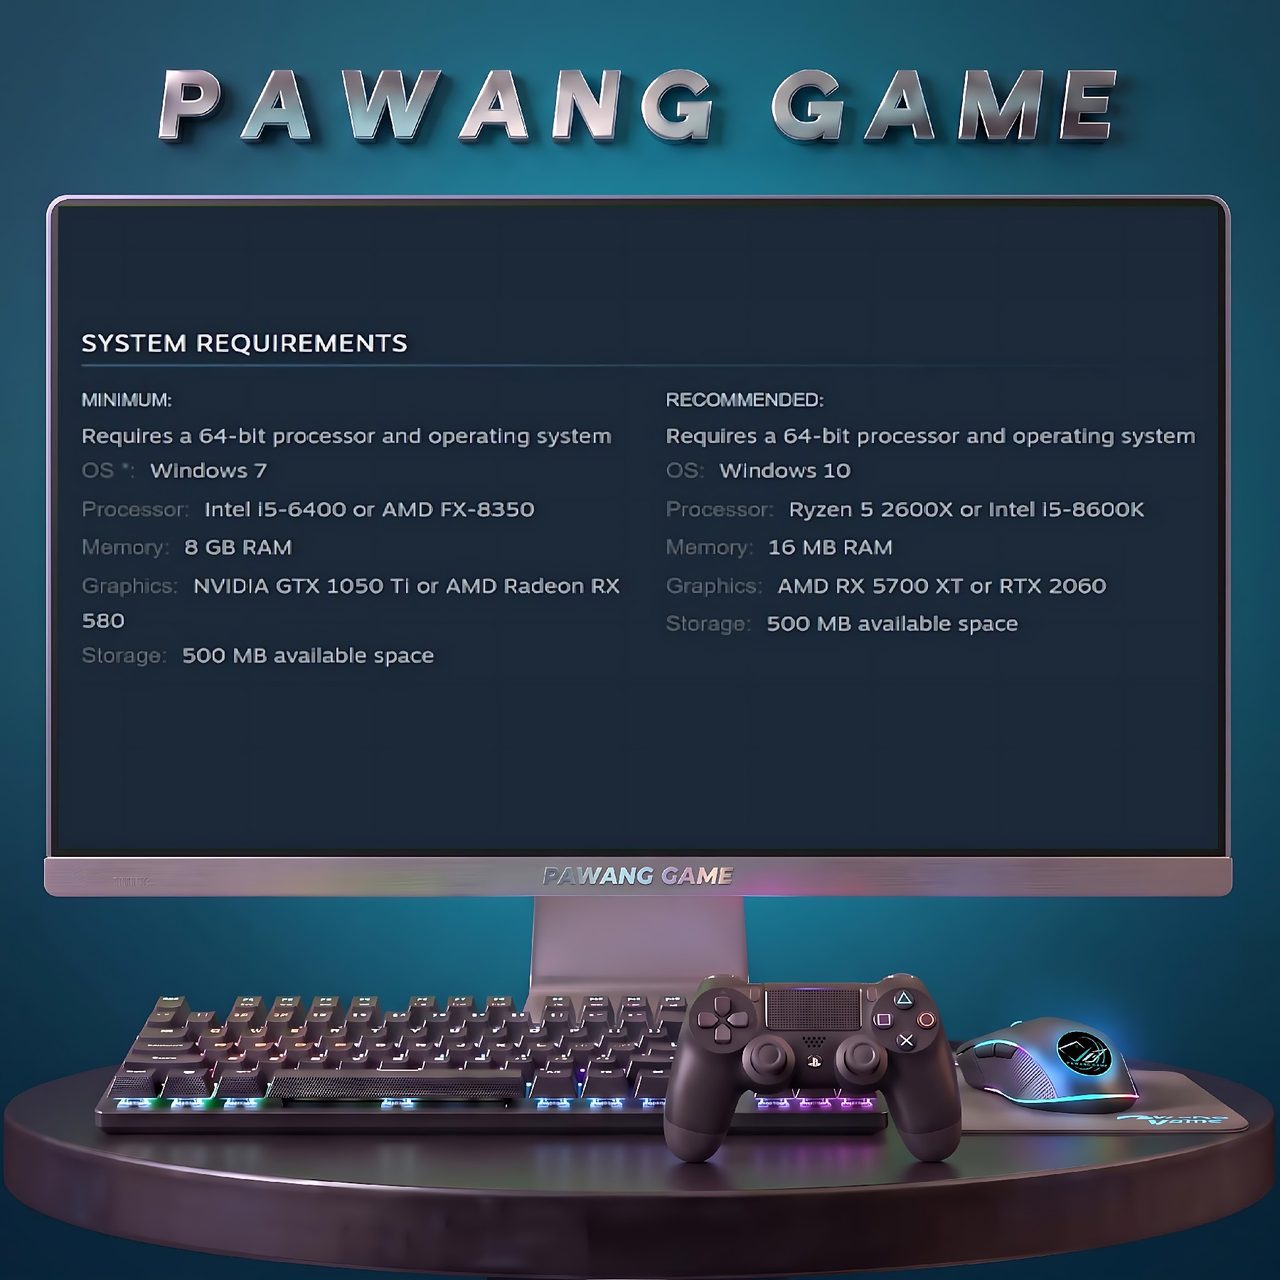 PAWANG GAME
SYSTEM REQUIREMENTS
MINIMUM:
Requires a 64-bit processor and operating system
OS *: Windows 7
Processor: Intel i5-6400 or AMD FX-8350
Memory: 8 GB RAM
Graphics: NVIDIA GTX 1050 Ti or AMD Radeon RX
580
Storage: 500 MB available space
RECOMMENDED:
Requires a 64-bit processor and operating system
OS: Windows 10
Processor: Ryzen 5 2600X or Intel i5-8600K
Memory: 16 MB RAM
Graphics: AMD RX 5700 XT or RTX 2060
Storage: 500 MB available space
PAWANG GAME